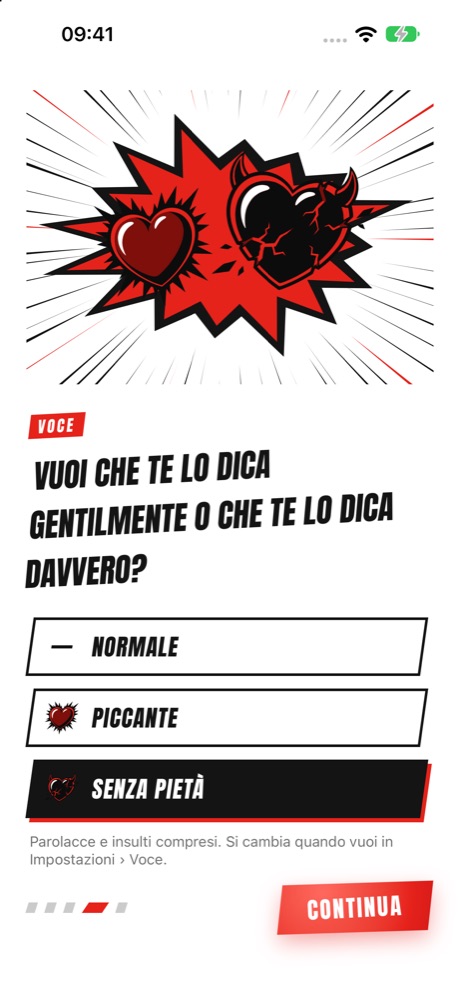 09:41
VOCE
VUOI CHE TE LO DICA
GENTILMENTE O CHE TE LO DICA
DAVVERO?
NORMALE
PICCANTE
SENZA PIETÀ
Parolacce e insulti compresi. Si cambia quando vuoi in
Impostazioni › Voce.
CONTINUA